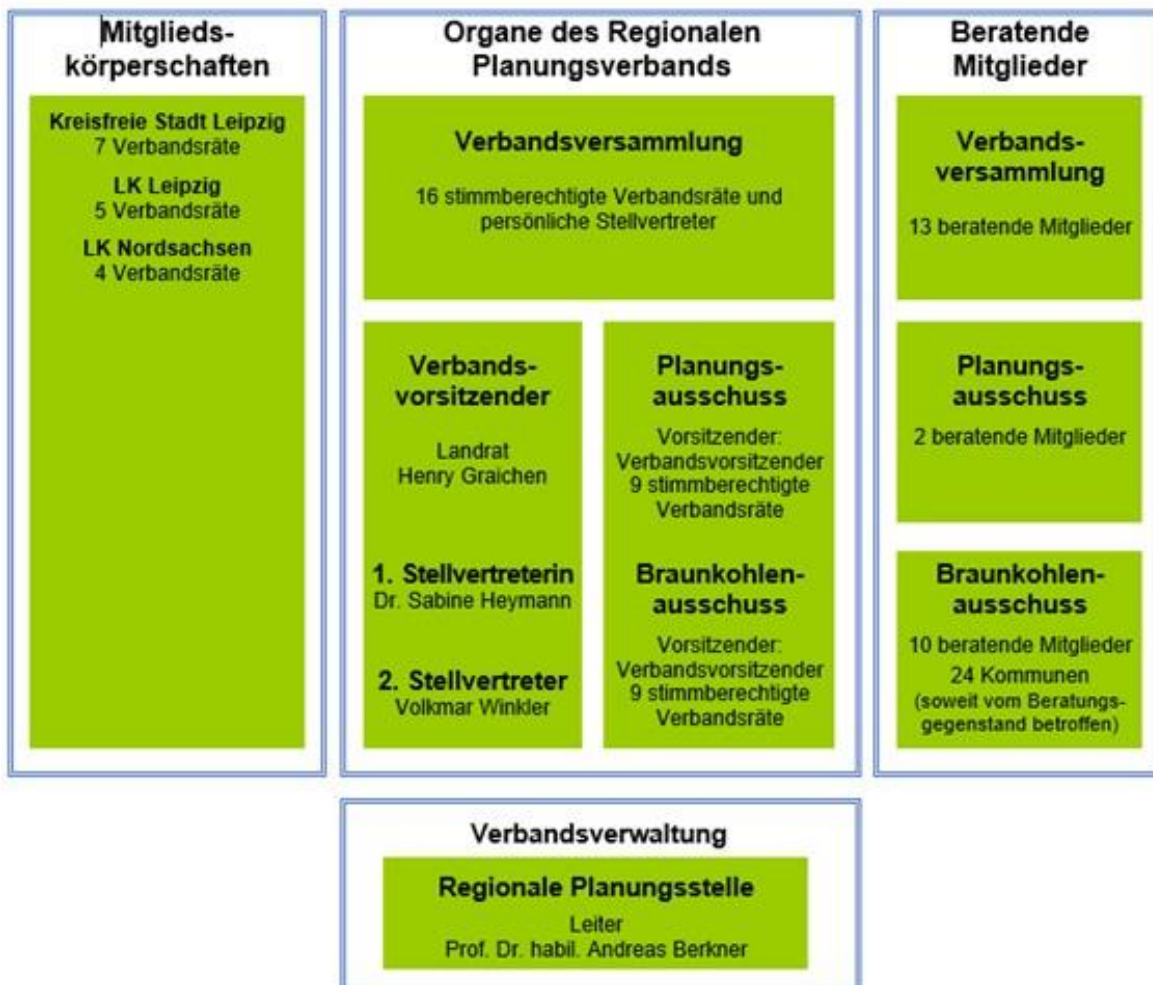 Mitglieds-
körperschaften
Kreisfreie Stadt Leipzig
7 Verbandsräte
LK Leipzig
5 Verbandsräte
LK Nordsachsen
4 Verbandsräte
Organe des Regionalen
Planungsverbands
Verbandsversammlung
16 stimmberechtigte Verbandsräte und
persönliche Stellvertreter
Verbands-
vorsitzender
Landrat
Henry Graichen
1. Stellvertreterin
Dr. Sabine Heymann
2. Stellvertreter
Volkmar Winkler
Planungs-
ausschuss
Vorsitzender:
Verbandsvorsitzender
9 stimmberechtigte
Verbandsräte
Braunkohlen-
ausschuss
Vorsitzender:
Verbandsvorsitzender
9 stimmberechtigte
Verbandsräte
Beratende
Mitglieder
Verbands-
versammlung
13 beratende Mitglieder
Planungs-
ausschuss
2 beratende Mitglieder
Braunkohlen-
ausschuss
10 beratende Mitglieder
24 Kommunen
(soweit vom Beratungs-
gegenstand betroffen)
Verbandsverwaltung
Regionale Planungsstelle
Leiter
Prof. Dr. habil. Andreas Berkner